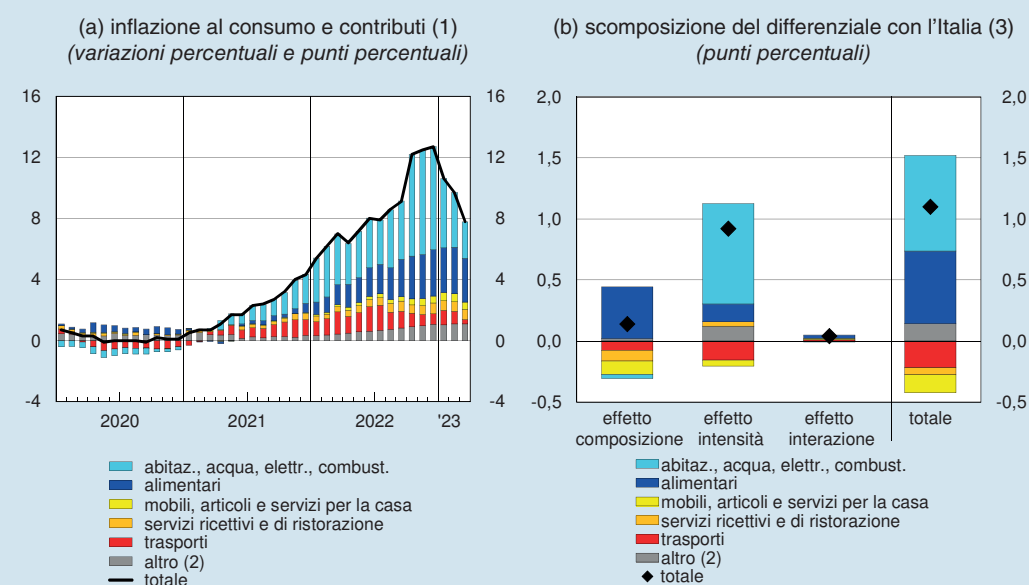 (a) inflazione al consumo e contributi (1)
(variazioni percentuali e punti percentuali)
16 16
12 12
8 8
4 4
0 0
-4 -4
2020 2021 2022 '23
abitaz., acqua, elettr., combust.
alimentari
mobili, articoli e servizi per la casa
servizi ricettivi e di ristorazione
trasporti
altro (2)
totale
(b) scomposizione del differenziale con l'Italia (3)
(punti percentuali)
2,0 2,0
1,5 1,5
1,0 1,0
0,5 0,5
0,0 0,0
-0,5 -0,5
effetto effetto effetto totale
composizione intensità interazione
abitaz., acqua, elettr., combust.
alimentari
mobili, articoli e servizi per la casa
servizi ricettivi e di ristorazione
trasporti
altro (2)
totale